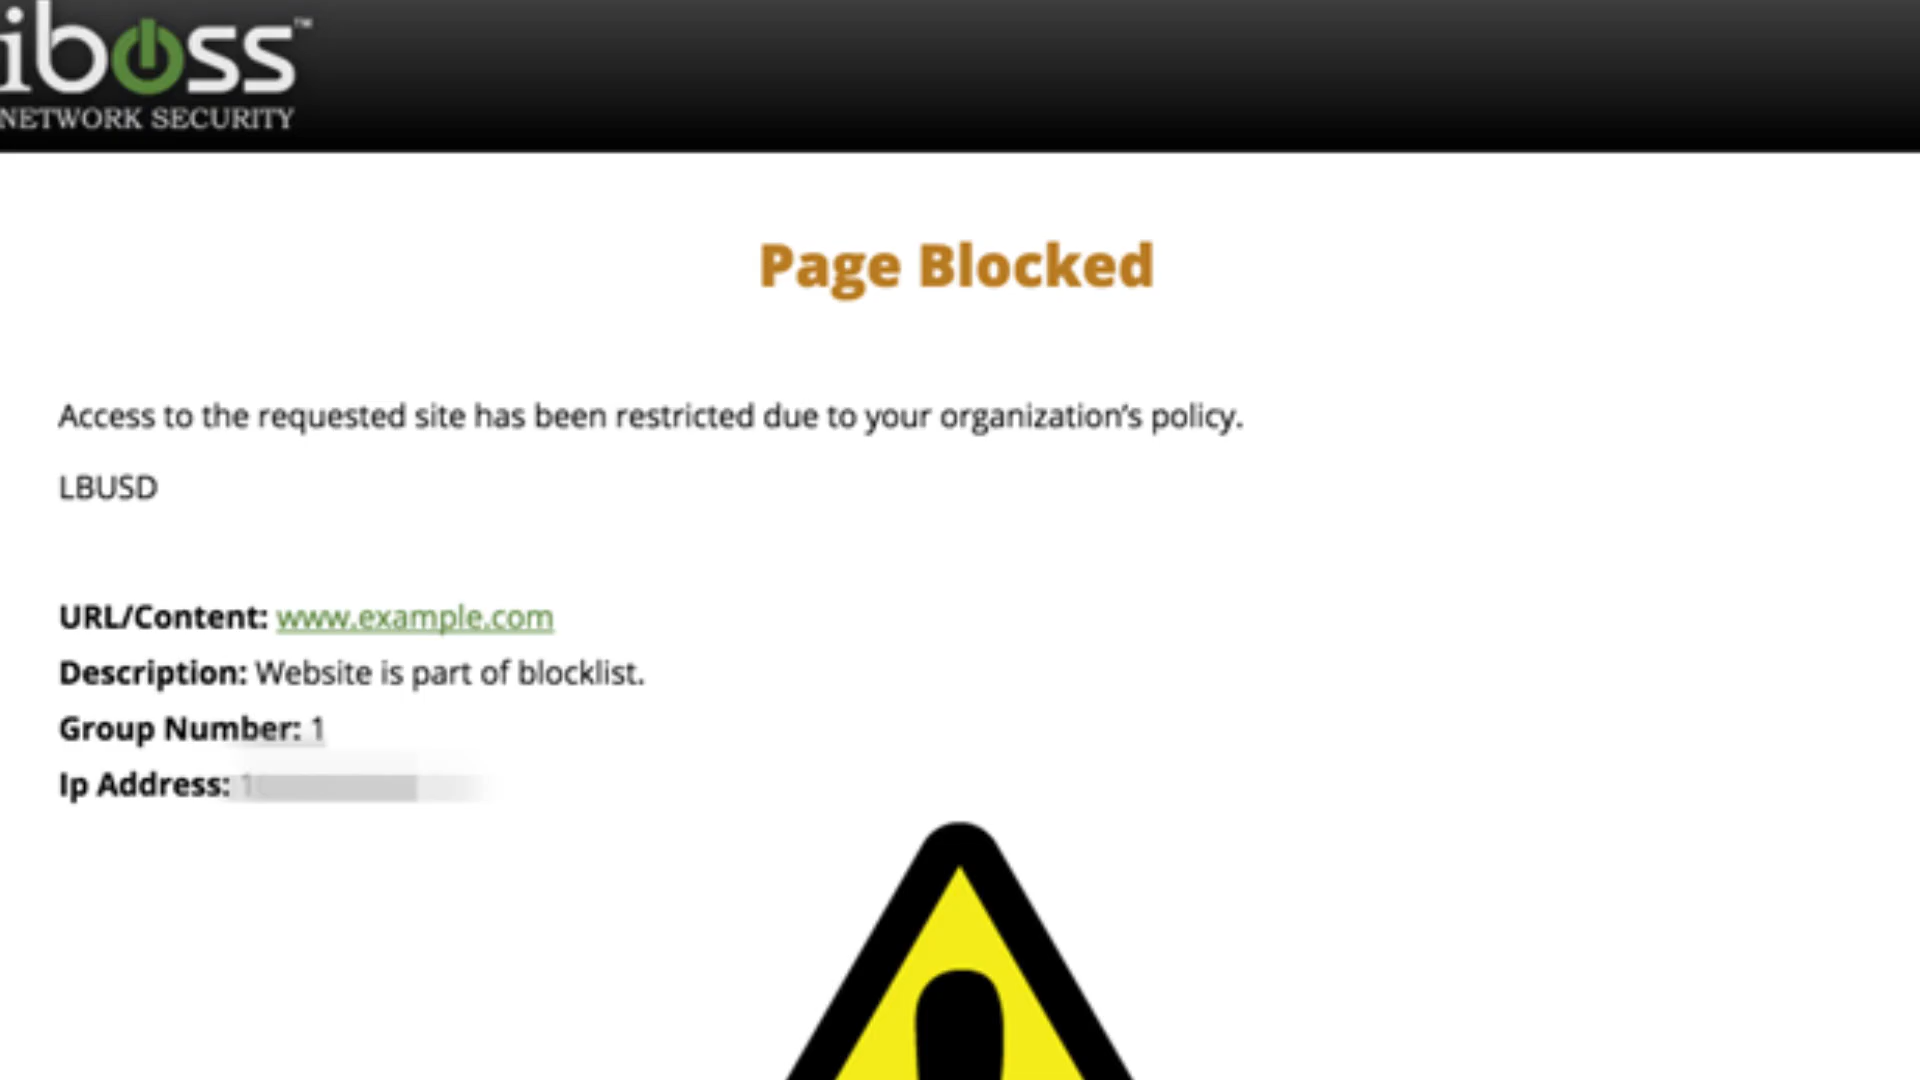 iboss™
NETWORK SECURITY
Page Blocked
Access to the requested site has been restricted due to your organization's policy.
LBUSD
URL/Content: www.example.com
Description: Website is part of blocklist.
Group Number: 1
Ip Address: